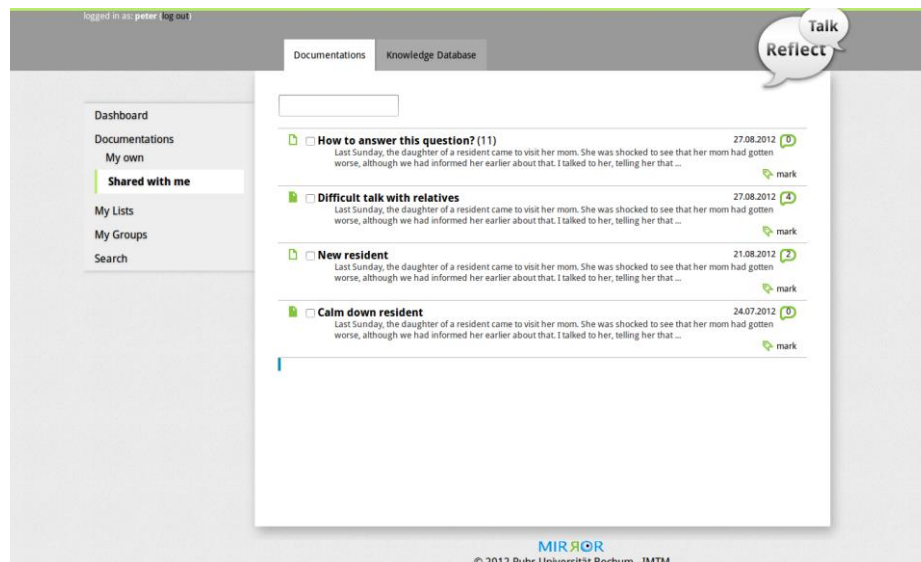 logged in as: peter (log out)
Talk
Reflect
Documentations Knowledge Database
Dashboard
Documentations
My own
Shared with me
My Lists
My Groups
Search
How to answer this question? (11) 27.08.2012 0
Last Sunday, the daughter of a resident came to visit her mom. She was shocked to see that her mom had gotten
worse, although we had informed her earlier about that. I talked to her, telling her that ...
mark
Difficult talk with relatives 27.08.2012 4
Last Sunday, the daughter of a resident came to visit her mom. She was shocked to see that her mom had gotten
worse, although we had informed her earlier about that. I talked to her, telling her that ...
mark
New resident 21.08.2012 2
Last Sunday, the daughter of a resident came to visit her mom. She was shocked to see that her mom had gotten
worse, although we had informed her earlier about that. I talked to her, telling her that ...
mark
Calm down resident 24.07.2012 0
Last Sunday, the daughter of a resident came to visit her mom. She was shocked to see that her mom had gotten
worse, although we had informed her earlier about that. I talked to her, telling her that ...
mark
MIRЯOR
© 2012 Ruhr Universität Bochum - IMTM